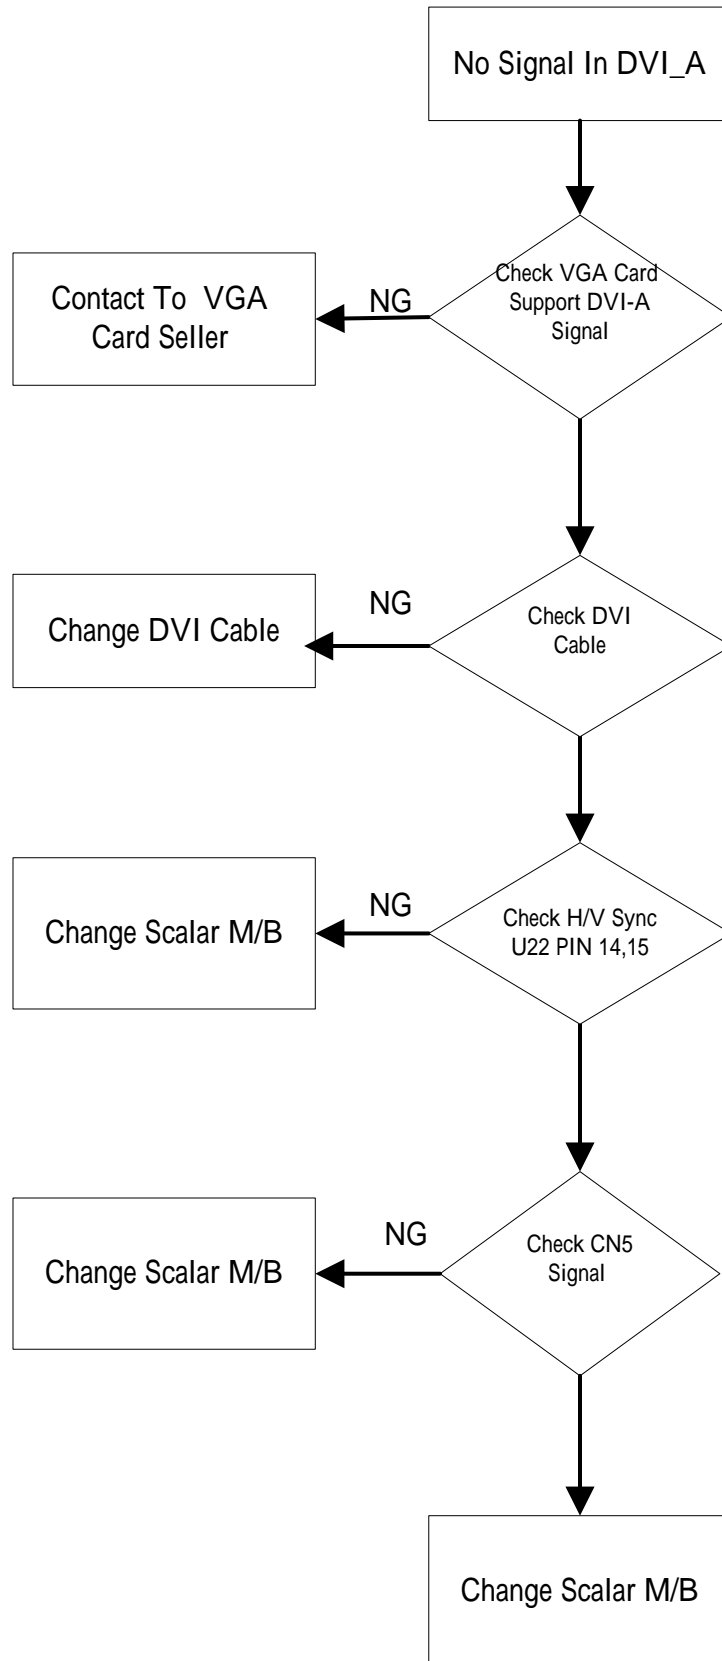 No Signal In DVI_A
Check VGA Card
Support DVI-A
Signal
NG
Contact To VGA
Card Seller
Check DVI
Cable
NG
Change DVI Cable
Check H/V Sync
U22 PIN 14,15
NG
Change Scalar M/B
Check CN5
Signal
NG
Change Scalar M/B
Change Scalar M/B